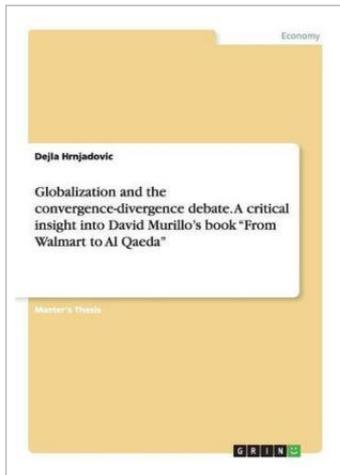 Economy
Dejla Hrnjadovic
Globalization and the
convergence-divergence debate. A critical
insight into David Murillo's book "From
Walmart to Al Qaeda"
Master's Thesis
GRIN